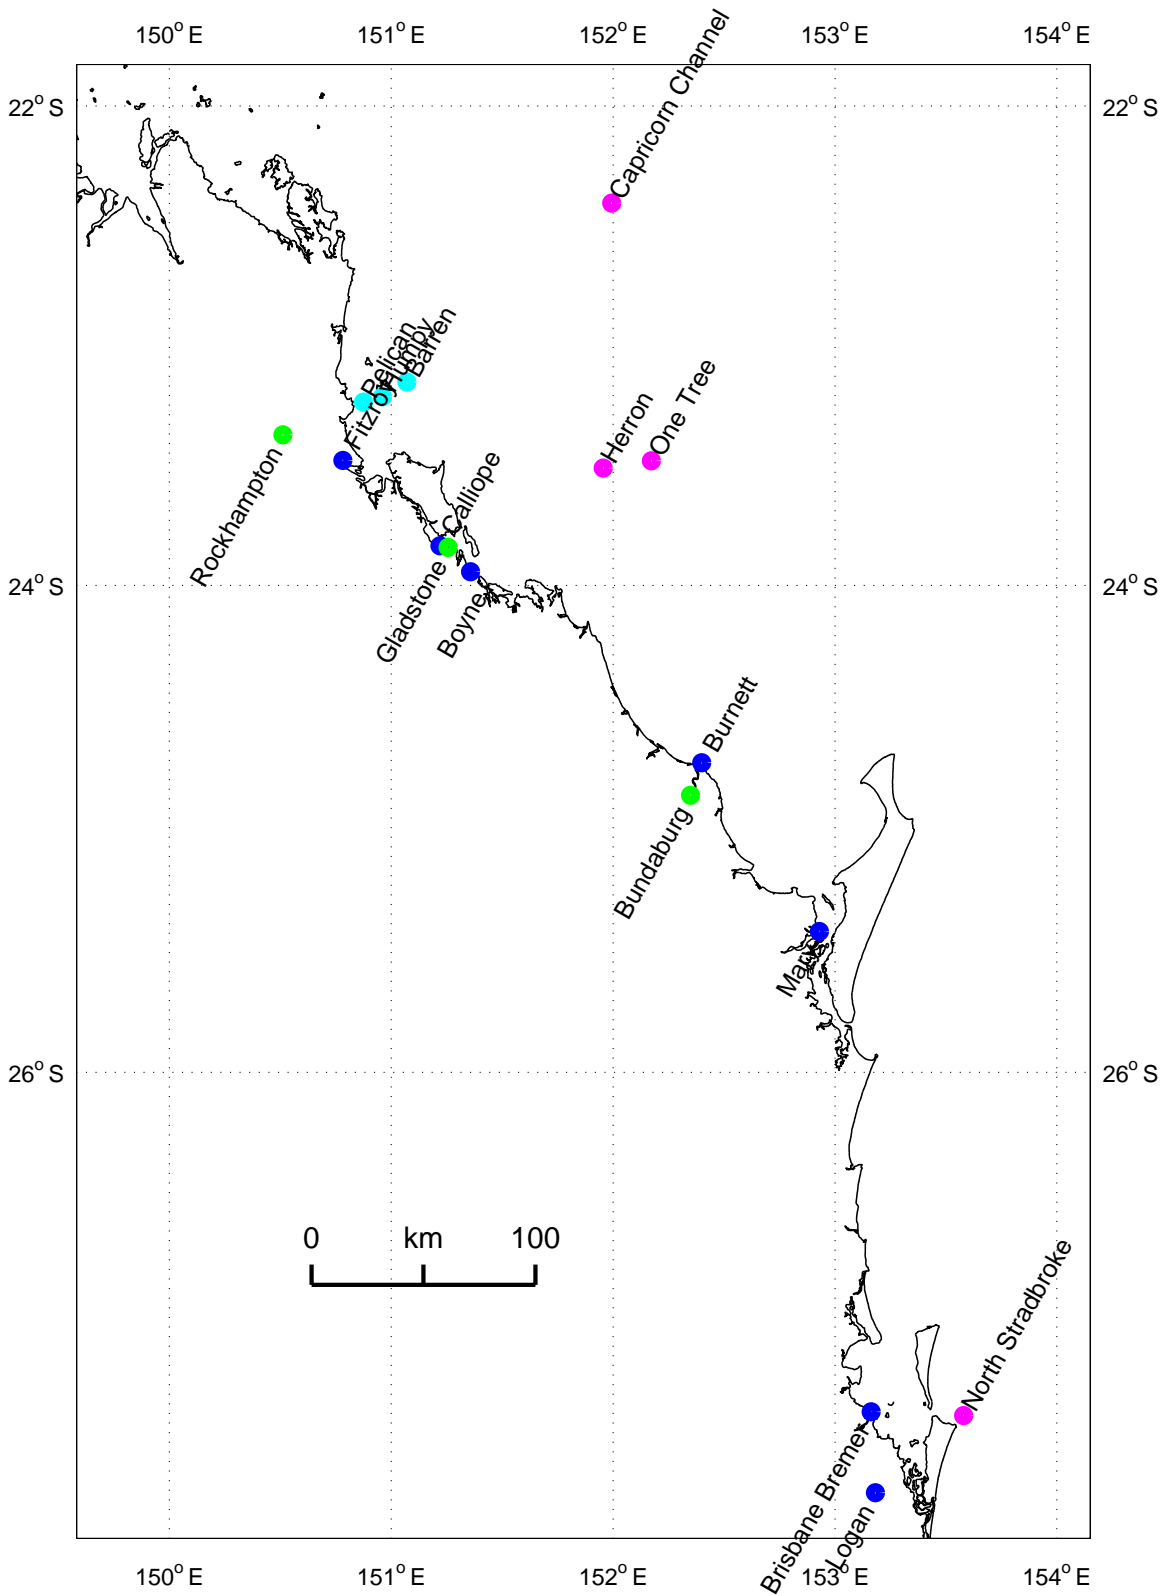 150° E 151° E 152° E 153° E 154° E
Capricorn Channel
22° S 22° S
Pelican
Humpy
Barren
Fitzroy
One Tree
Herron
Rockhampton
Calliope
24° S 24° S
Gladstone
Boyne
Burnett
Bundaburg
Mary
26° S 26° S
0 km 100
North Stradbroke
Brisbane Bremer
Logan
150° E 151° E 152° E 153° E 154° E